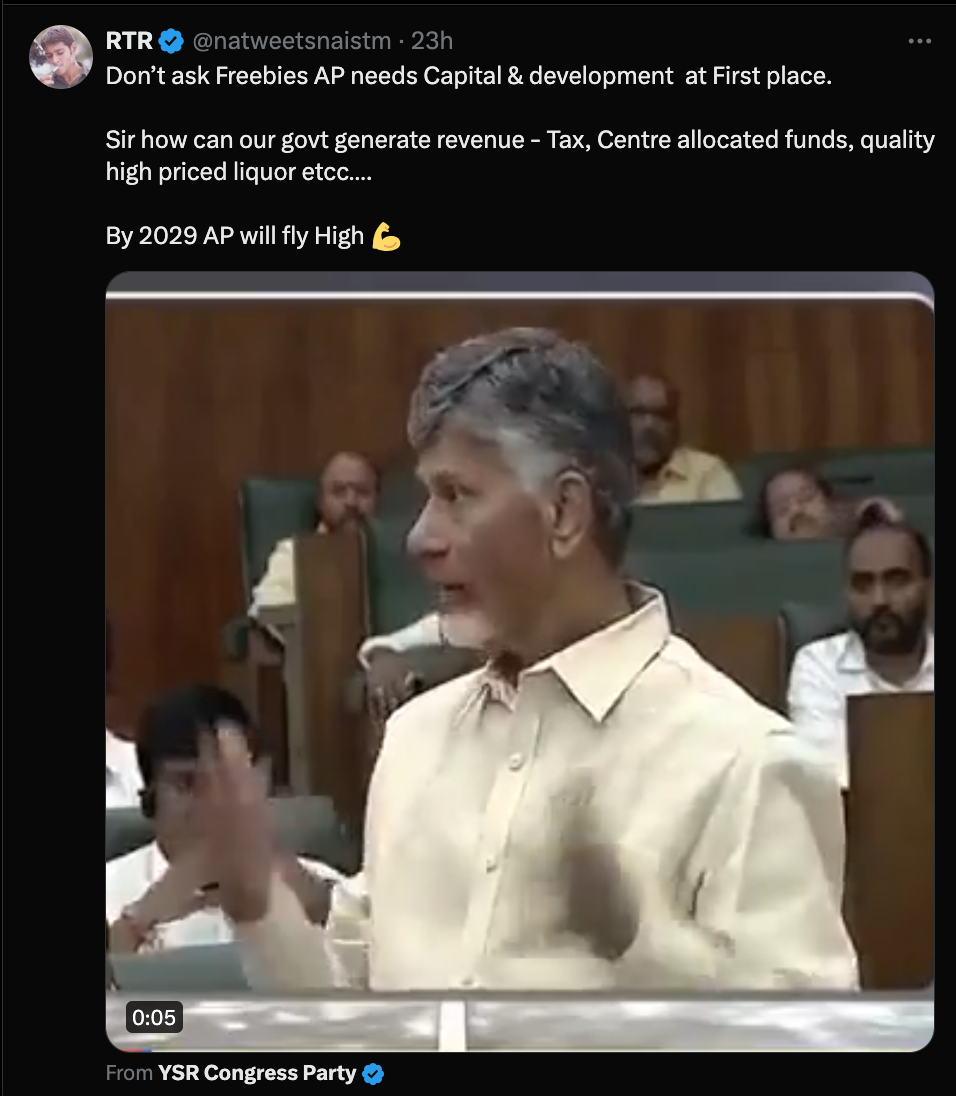 RTR @natweetsnaistm · 23h
Don’t ask Freebies AP needs Capital & development  at First place.
Sir how can our govt generate revenue - Tax, Centre allocated funds, quality
high priced liquor etcc....
By 2029 AP will fly High 💪
0:05
From YSR Congress Party